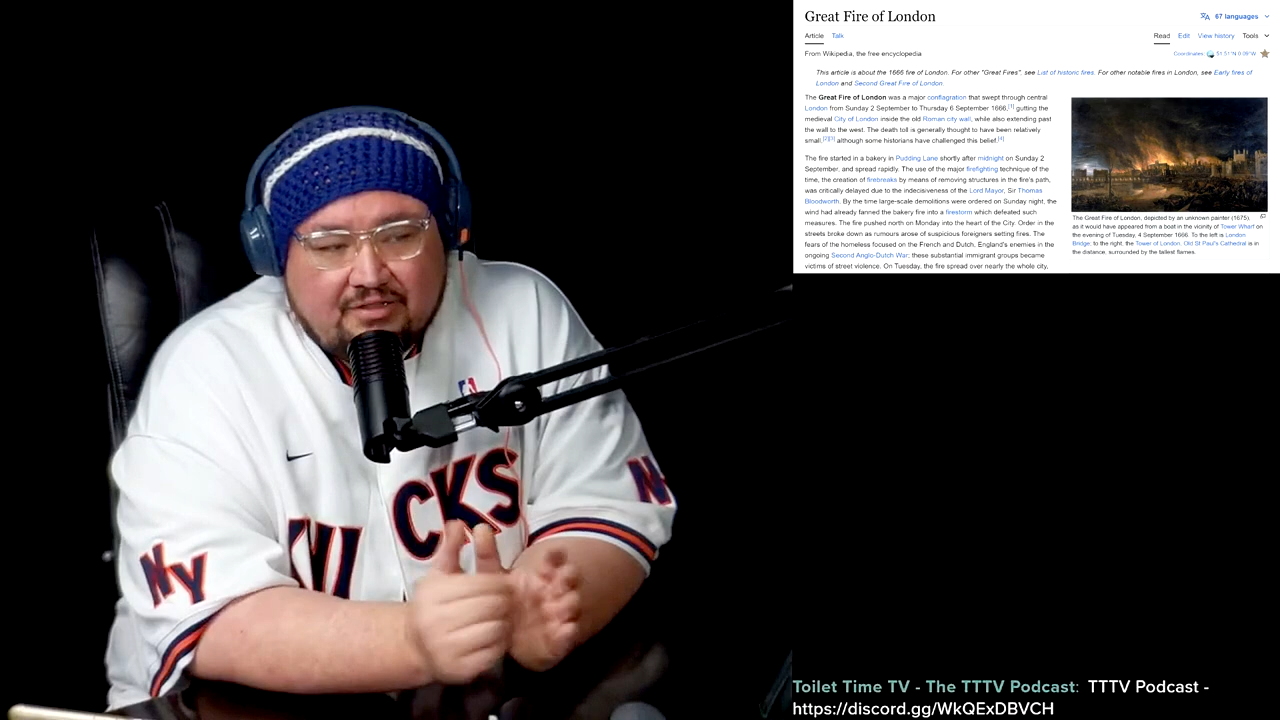 Great Fire of London
67 languages
Article Talk
Read Edit View history Tools
From Wikipedia, the free encyclopedia
Coordinates: 51.51°N 0.09°W
This article is about the 1666 fire of London. For other "Great Fires", see List of historic fires. For other notable fires in London, see Early fires of
London and Second Great Fire of London.
The Great Fire of London was a major conflagration that swept through central
London from Sunday 2 September to Thursday 6 September 1666,[1] gutting the
medieval City of London inside the old Roman city wall, while also extending past
the wall to the west. The death toll is generally thought to have been relatively
small,[2][3] although some historians have challenged this belief.[4]
The fire started in a bakery in Pudding Lane shortly after midnight on Sunday 2
September, and spread rapidly. The use of the major firefighting technique of the
time, the creation of firebreaks by means of removing structures in the fire's path,
was critically delayed due to the indecisiveness of the Lord Mayor, Sir Thomas
Bloodworth. By the time large-scale demolitions were ordered on Sunday night, the
wind had already fanned the bakery fire into a firestorm which defeated such
measures. The fire pushed north on Monday into the heart of the City. Order in the
streets broke down as rumours arose of suspicious foreigners setting fires. The
fears of the homeless focused on the French and Dutch, England's enemies in the
ongoing Second Anglo-Dutch War; these substantial immigrant groups became
victims of street violence. On Tuesday, the fire spread over nearly the whole city,
The Great Fire of London, depicted by an unknown painter (1675),
as it would have appeared from a boat in the vicinity of Tower Wharf on
the evening of Tuesday, 4 September 1666. To the left is London
Bridge; to the right, the Tower of London. Old St Paul's Cathedral is in
the distance, surrounded by the tallest flames.
CKS
N
NY
Toilet Time TV - The TTTV Podcast: TTTV Podcast -
https://discord.gg/WkQExDBVCH